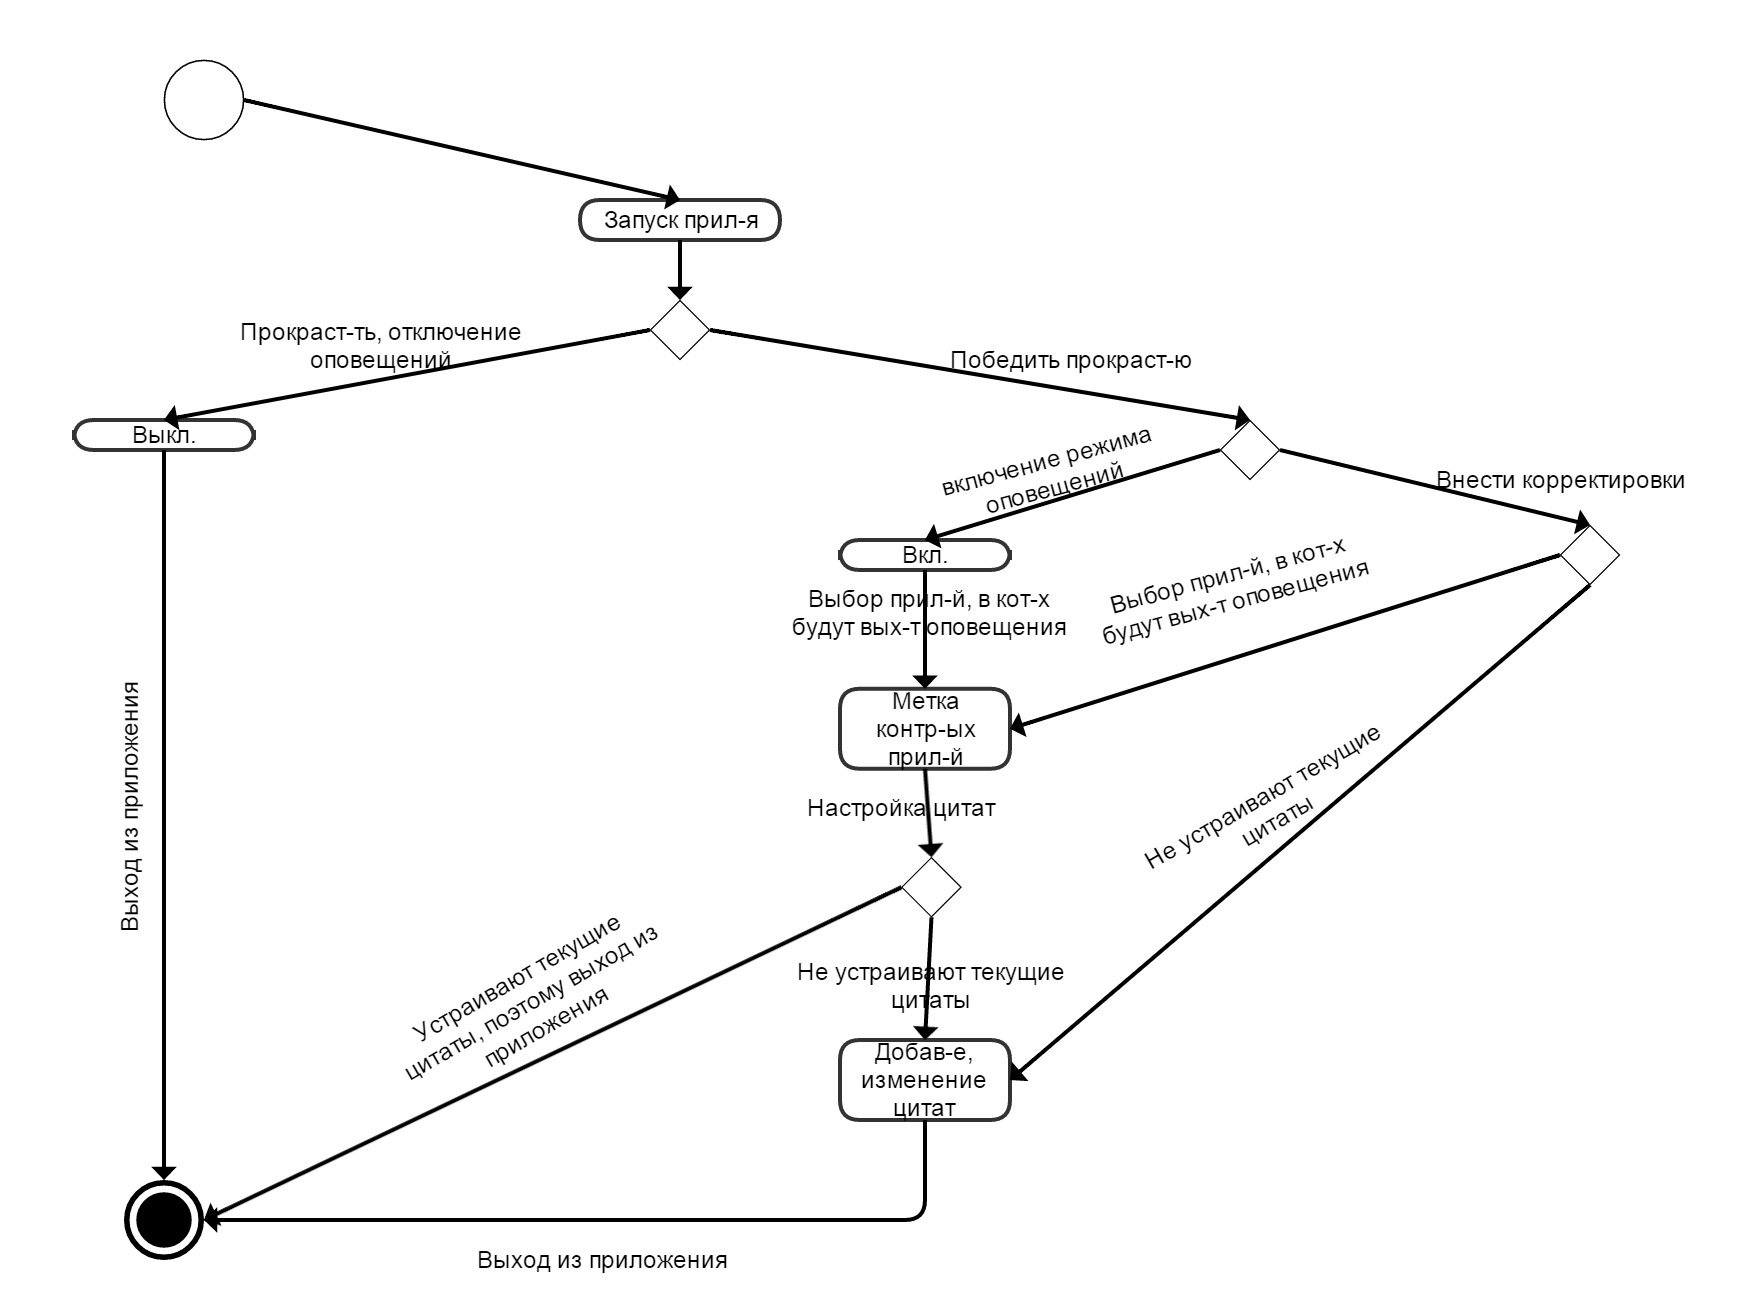 Запуск прил-я
Прокраст-ть, отключение
оповещений
Победить прокраст-ю
Выкл.
включение режима
оповещений
Внести корректировки
Вкл.
Выбор прил-й, в кот-х
будут вых-т оповещения
Выбор прил-й, в кот-х
будут вых-т оповещения
Метка
контр-ых
прил-й
Выход из приложения
Настройка цитат
Не устраивают текущие
цитаты
Устраивают текущие
цитаты, поэтому выход из
приложения
Не устраивают текущие
цитаты
Добав-е,
изменение
цитат
Выход из приложения